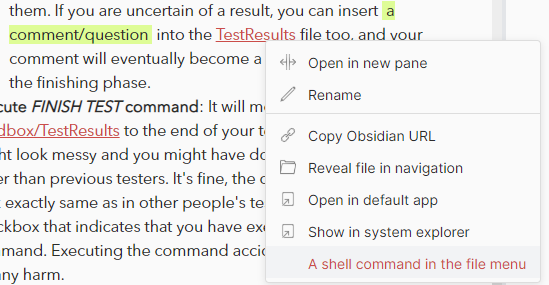 them. If you are uncertain of a result, you can insert a
comment/question into the TestResults file too, and your
comment will eventually become a
the finishing phase.
Open in new pane
Rename
Copy Obsidian URL
Reveal file in navigation
Open in default app
Show in system explorer
A shell command in the file menu
cute FINISH TEST command: It will
dbox/TestResults to the end of your
ht look messy and you might have
er than previous testers. It's fine, the
exactly same as in other people's
ckbox that indicates that you have
mand. Executing the command
any harm.